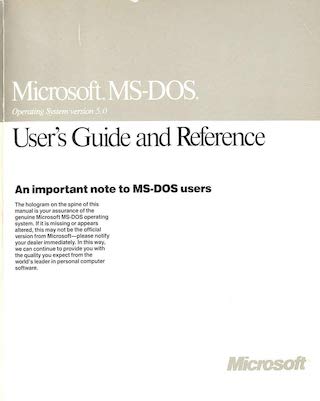 Microsoft® MS-DOS®
Operating System version 5.0
User's Guide and Reference
An important note to MS-DOS users
The hologram on the spine of this
manual is your assurance of the
genuine Microsoft MS-DOS operating
system. If it is missing or appears
altered, this may not be the official
version from Microsoft—please notify
your dealer immediately. In this way,
we can continue to provide you with
the quality you expect from the
world's leader in personal computer
software.
Microsoft